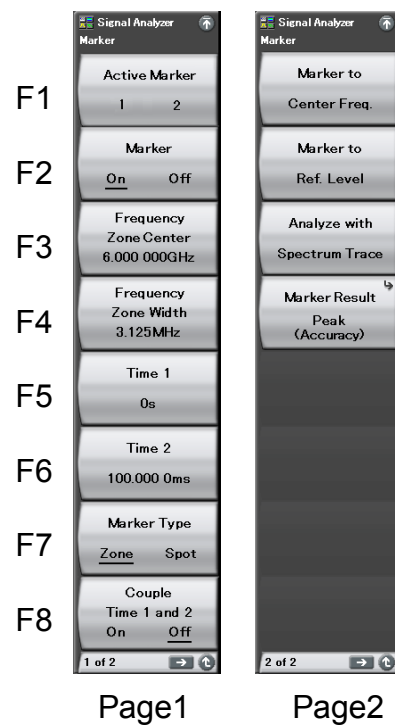 Signal Analyzer
Marker
F1
Active Marker
1 2
F2
Marker
On Off
F3
Frequency
Zone Center
6.000 000GHz
F4
Frequency
Zone Width
3.125MHz
F5
Time 1
0s
F6
Time 2
100.000 0ms
F7
Marker Type
Zone Spot
F8
Couple
Time 1 and 2
On Off
1 of 2
Page1
Signal Analyzer
Marker
Marker to
Center Freq.
Marker to
Ref. Level
Analyze with
Spectrum Trace
Marker Result
Peak
(Accuracy)
2 of 2
Page2